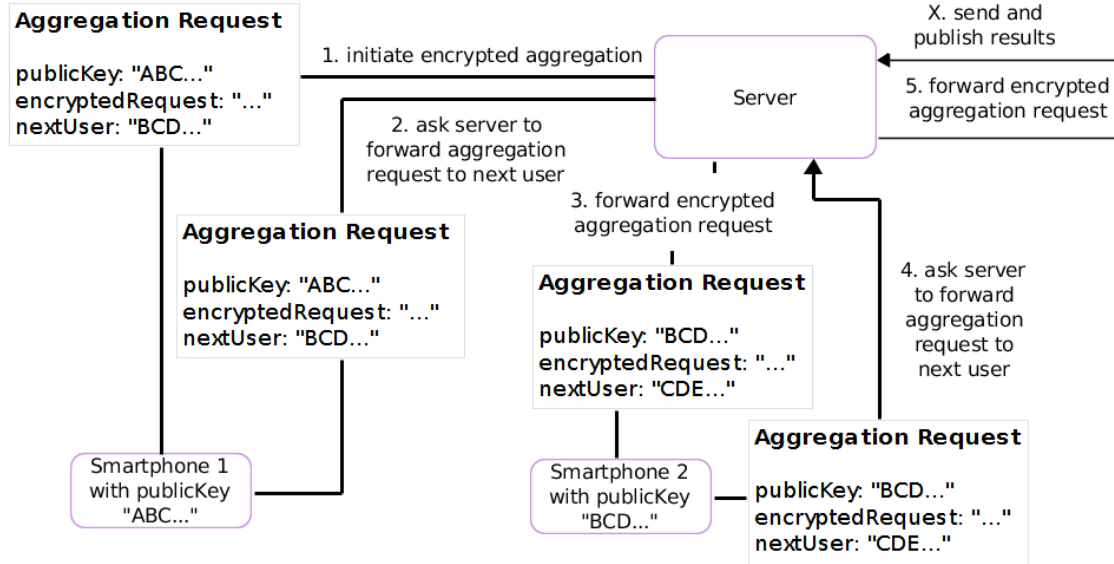 Aggregation Request
publicKey: "ABC..."
encryptedRequest: "..."
nextUser: "BCD..."
1. initiate encrypted aggregation
Server
X. send and
publish results
5. forward encrypted
aggregation request
2. ask server to
forward aggregation
request to next user
3. forward encrypted
aggregation request
Aggregation Request
publicKey: "ABC..."
encryptedRequest: "..."
nextUser: "BCD..."
Aggregation Request
publicKey: "BCD..."
encryptedRequest: "..."
nextUser: "CDE..."
4. ask server
to forward
aggregation
request to
next user
Smartphone 1
with publicKey
"ABC..."
Smartphone 2
with publicKey
"BCD..."
Aggregation Request
publicKey: "BCD..."
encryptedRequest: "..."
nextUser: "CDE..."